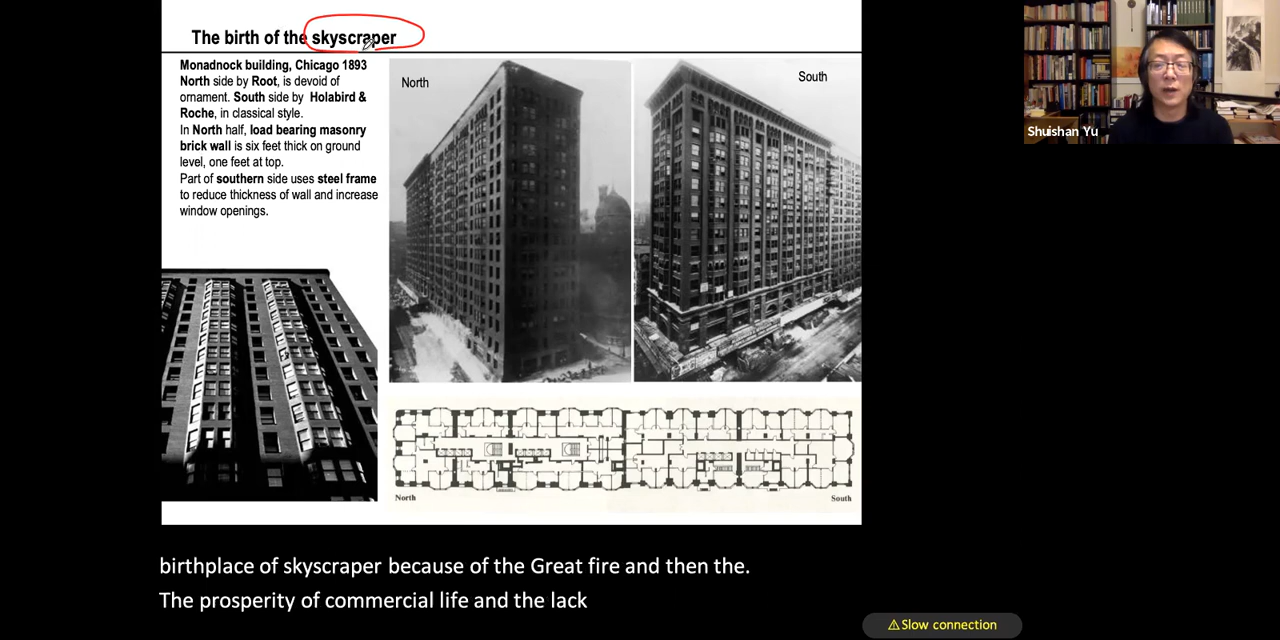 The birth of the skyscraper
Monadnock building, Chicago 1893
North side by Root, is devoid of
ornament. South side by Holabird &
Roche, in classical style.
In North half, load bearing masonry
brick wall is six feet thick on ground
level, one feet at top.
Part of southern side uses steel frame
to reduce thickness of wall and increase
window openings.
North
South
North
South
Shuishan Yu
birthplace of skyscraper because of the Great fire and then the.
The prosperity of commercial life and the lack
⚠Slow connection